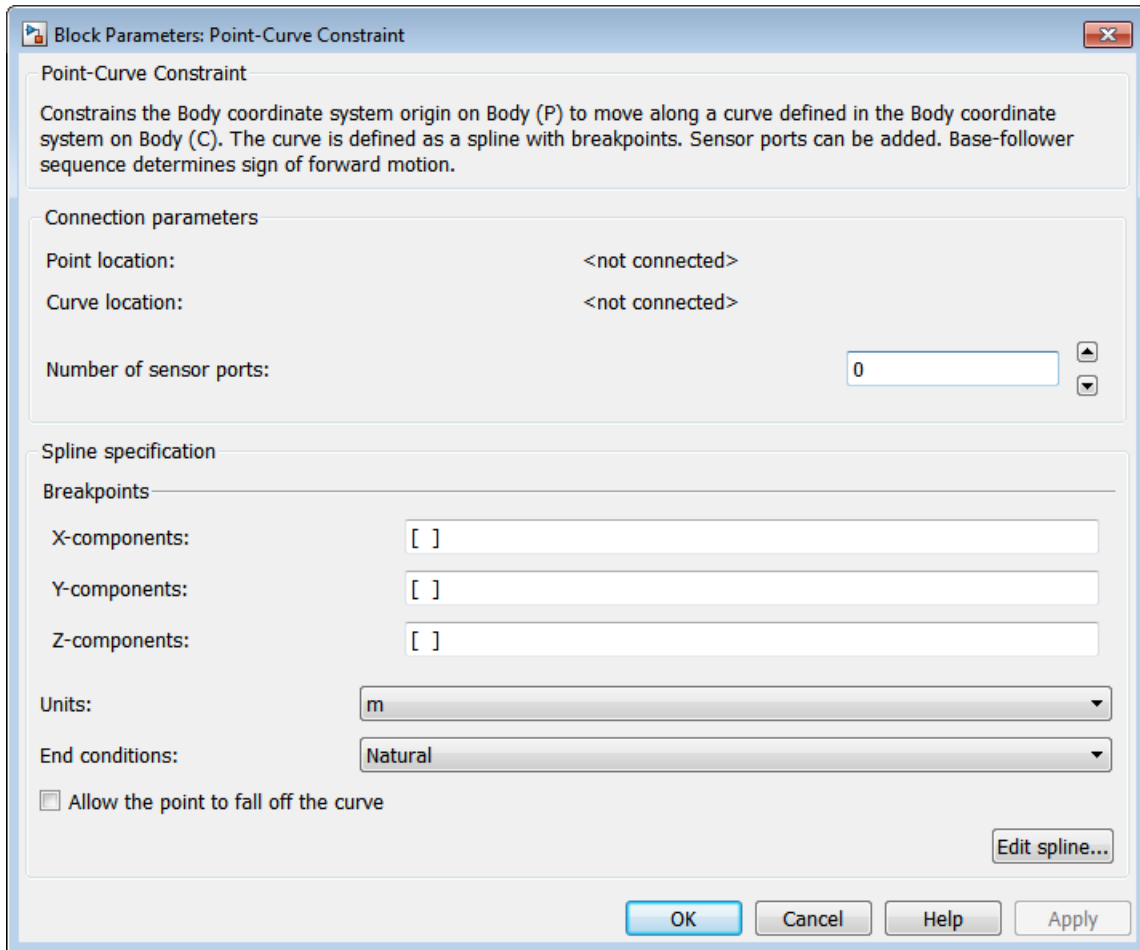 Block Parameters: Point-Curve Constraint
Point-Curve Constraint
Constrains the Body coordinate system origin on Body (P) to move along a curve defined in the Body coordinate
system on Body (C). The curve is defined as a spline with breakpoints. Sensor ports can be added. Base-follower
sequence determines sign of forward motion.
Connection parameters
Point location: <not connected>
Curve location: <not connected>
Number of sensor ports: 0
Spline specification
Breakpoints
X-components: [ ]
Y-components: [ ]
Z-components: [ ]
Units: m
End conditions: Natural
Allow the point to fall off the curve
Edit spline...
OK Cancel Help Apply